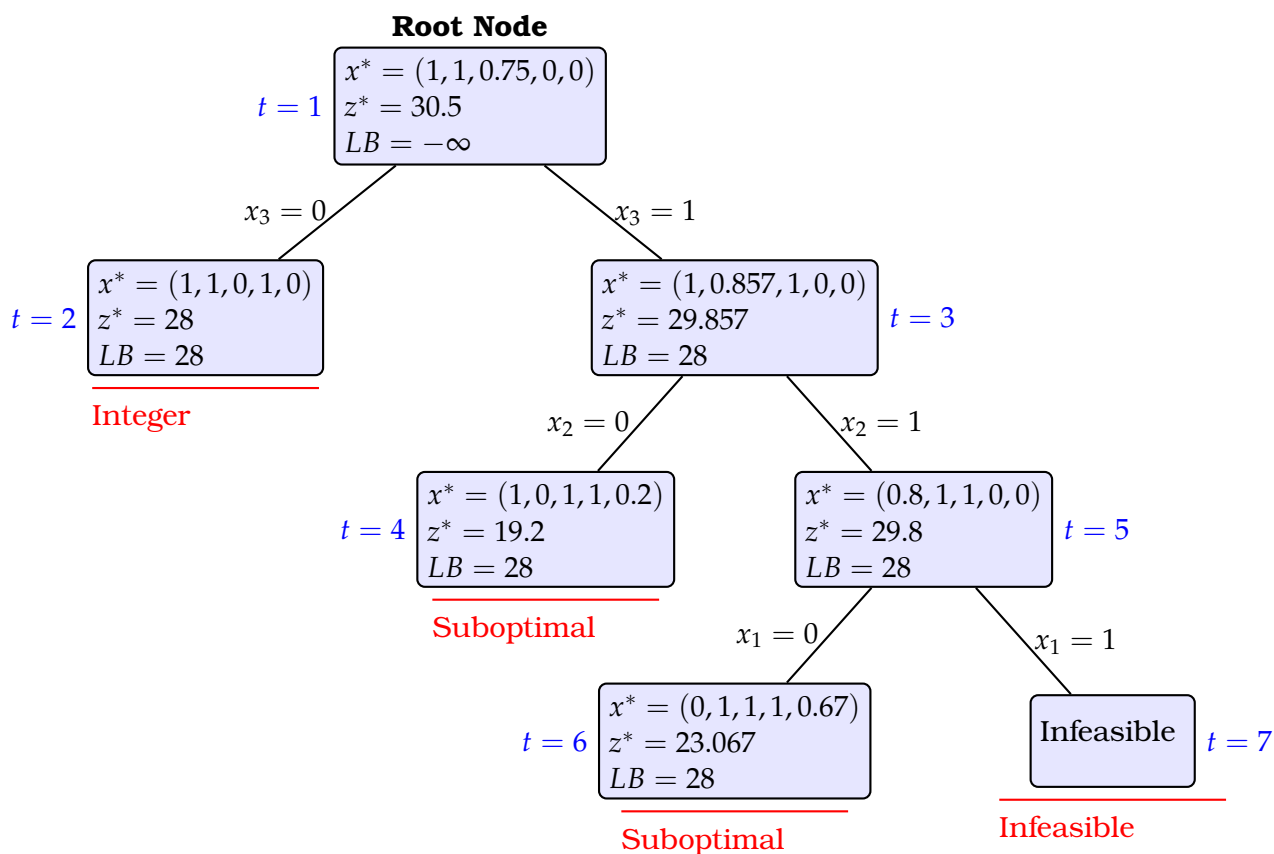 Root Node
t = 1
x* = (1, 1, 0.75, 0, 0)
z* = 30.5
LB = −∞
x₃ = 0
x₃ = 1
t = 2
x* = (1, 1, 0, 1, 0)
z* = 28
LB = 28
Integer
x* = (1, 0.857, 1, 0, 0)
z* = 29.857
LB = 28
t = 3
x₂ = 0
x₂ = 1
t = 4
x* = (1, 0, 1, 1, 0.2)
z* = 19.2
LB = 28
Suboptimal
x* = (0.8, 1, 1, 0, 0)
z* = 29.8
LB = 28
t = 5
x₁ = 0
x₁ = 1
t = 6
x* = (0, 1, 1, 1, 0.67)
z* = 23.067
LB = 28
Suboptimal
Infeasible
t = 7
Infeasible